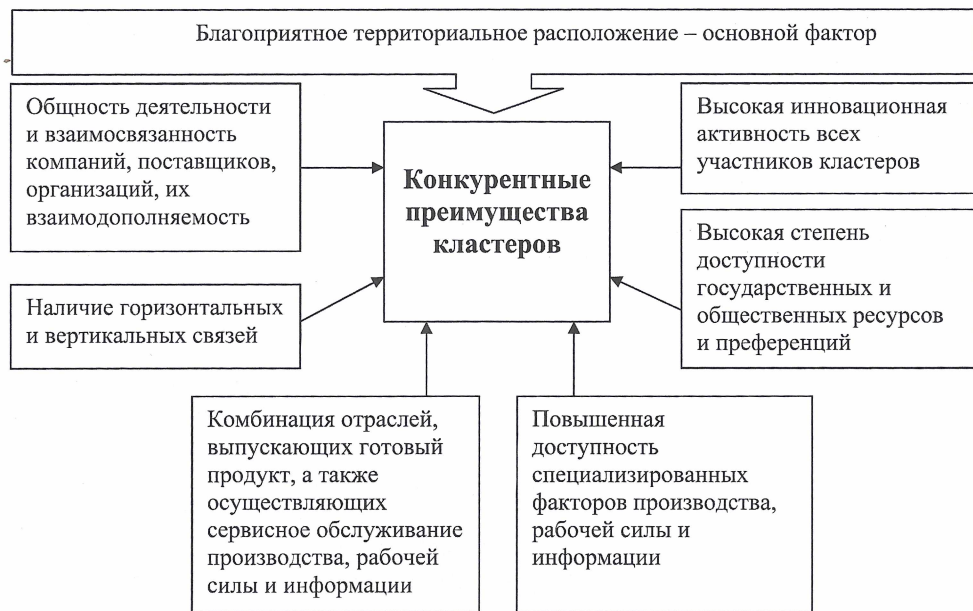 Благоприятное территориальное расположение – основной фактор
Общность деятельности
и взаимосвязанность
компаний, поставщиков,
организаций, их
взаимодополняемость
Конкурентные
преимущества
кластеров
Высокая инновационная
активность всех
участников кластеров
Наличие горизонтальных
и вертикальных связей
Высокая степень
доступности
государственных и
общественных ресурсов
и преференций
Комбинация отраслей,
выпускающих готовый
продукт, а также
осуществляющих
сервисное обслуживание
производства, рабочей
силы и информации
Повышенная
доступность
специализированных
факторов производства,
рабочей силы и
информации